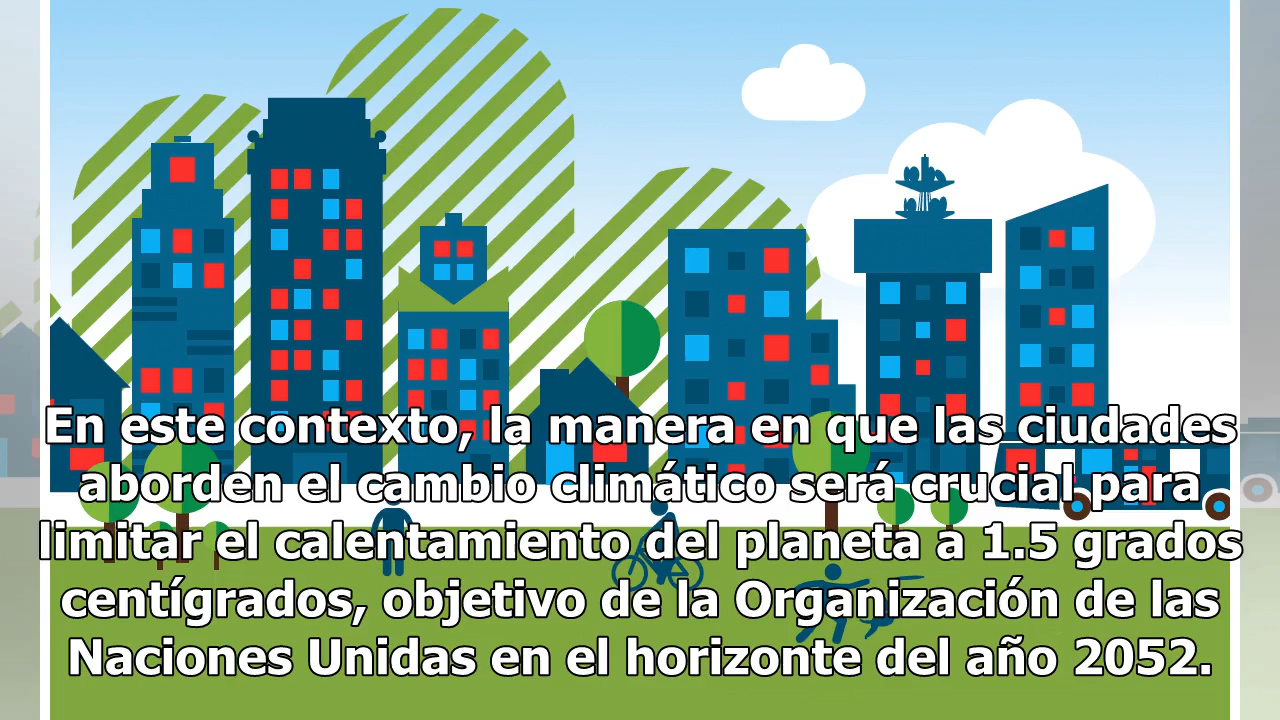 En este contexto, la manera en que las ciudades
aborden el cambio climático será crucial para
limitar el calentamiento del planeta a 1.5 grados
centígrados, objetivo de la Organización de las
Naciones Unidas en el horizonte del año 2052.